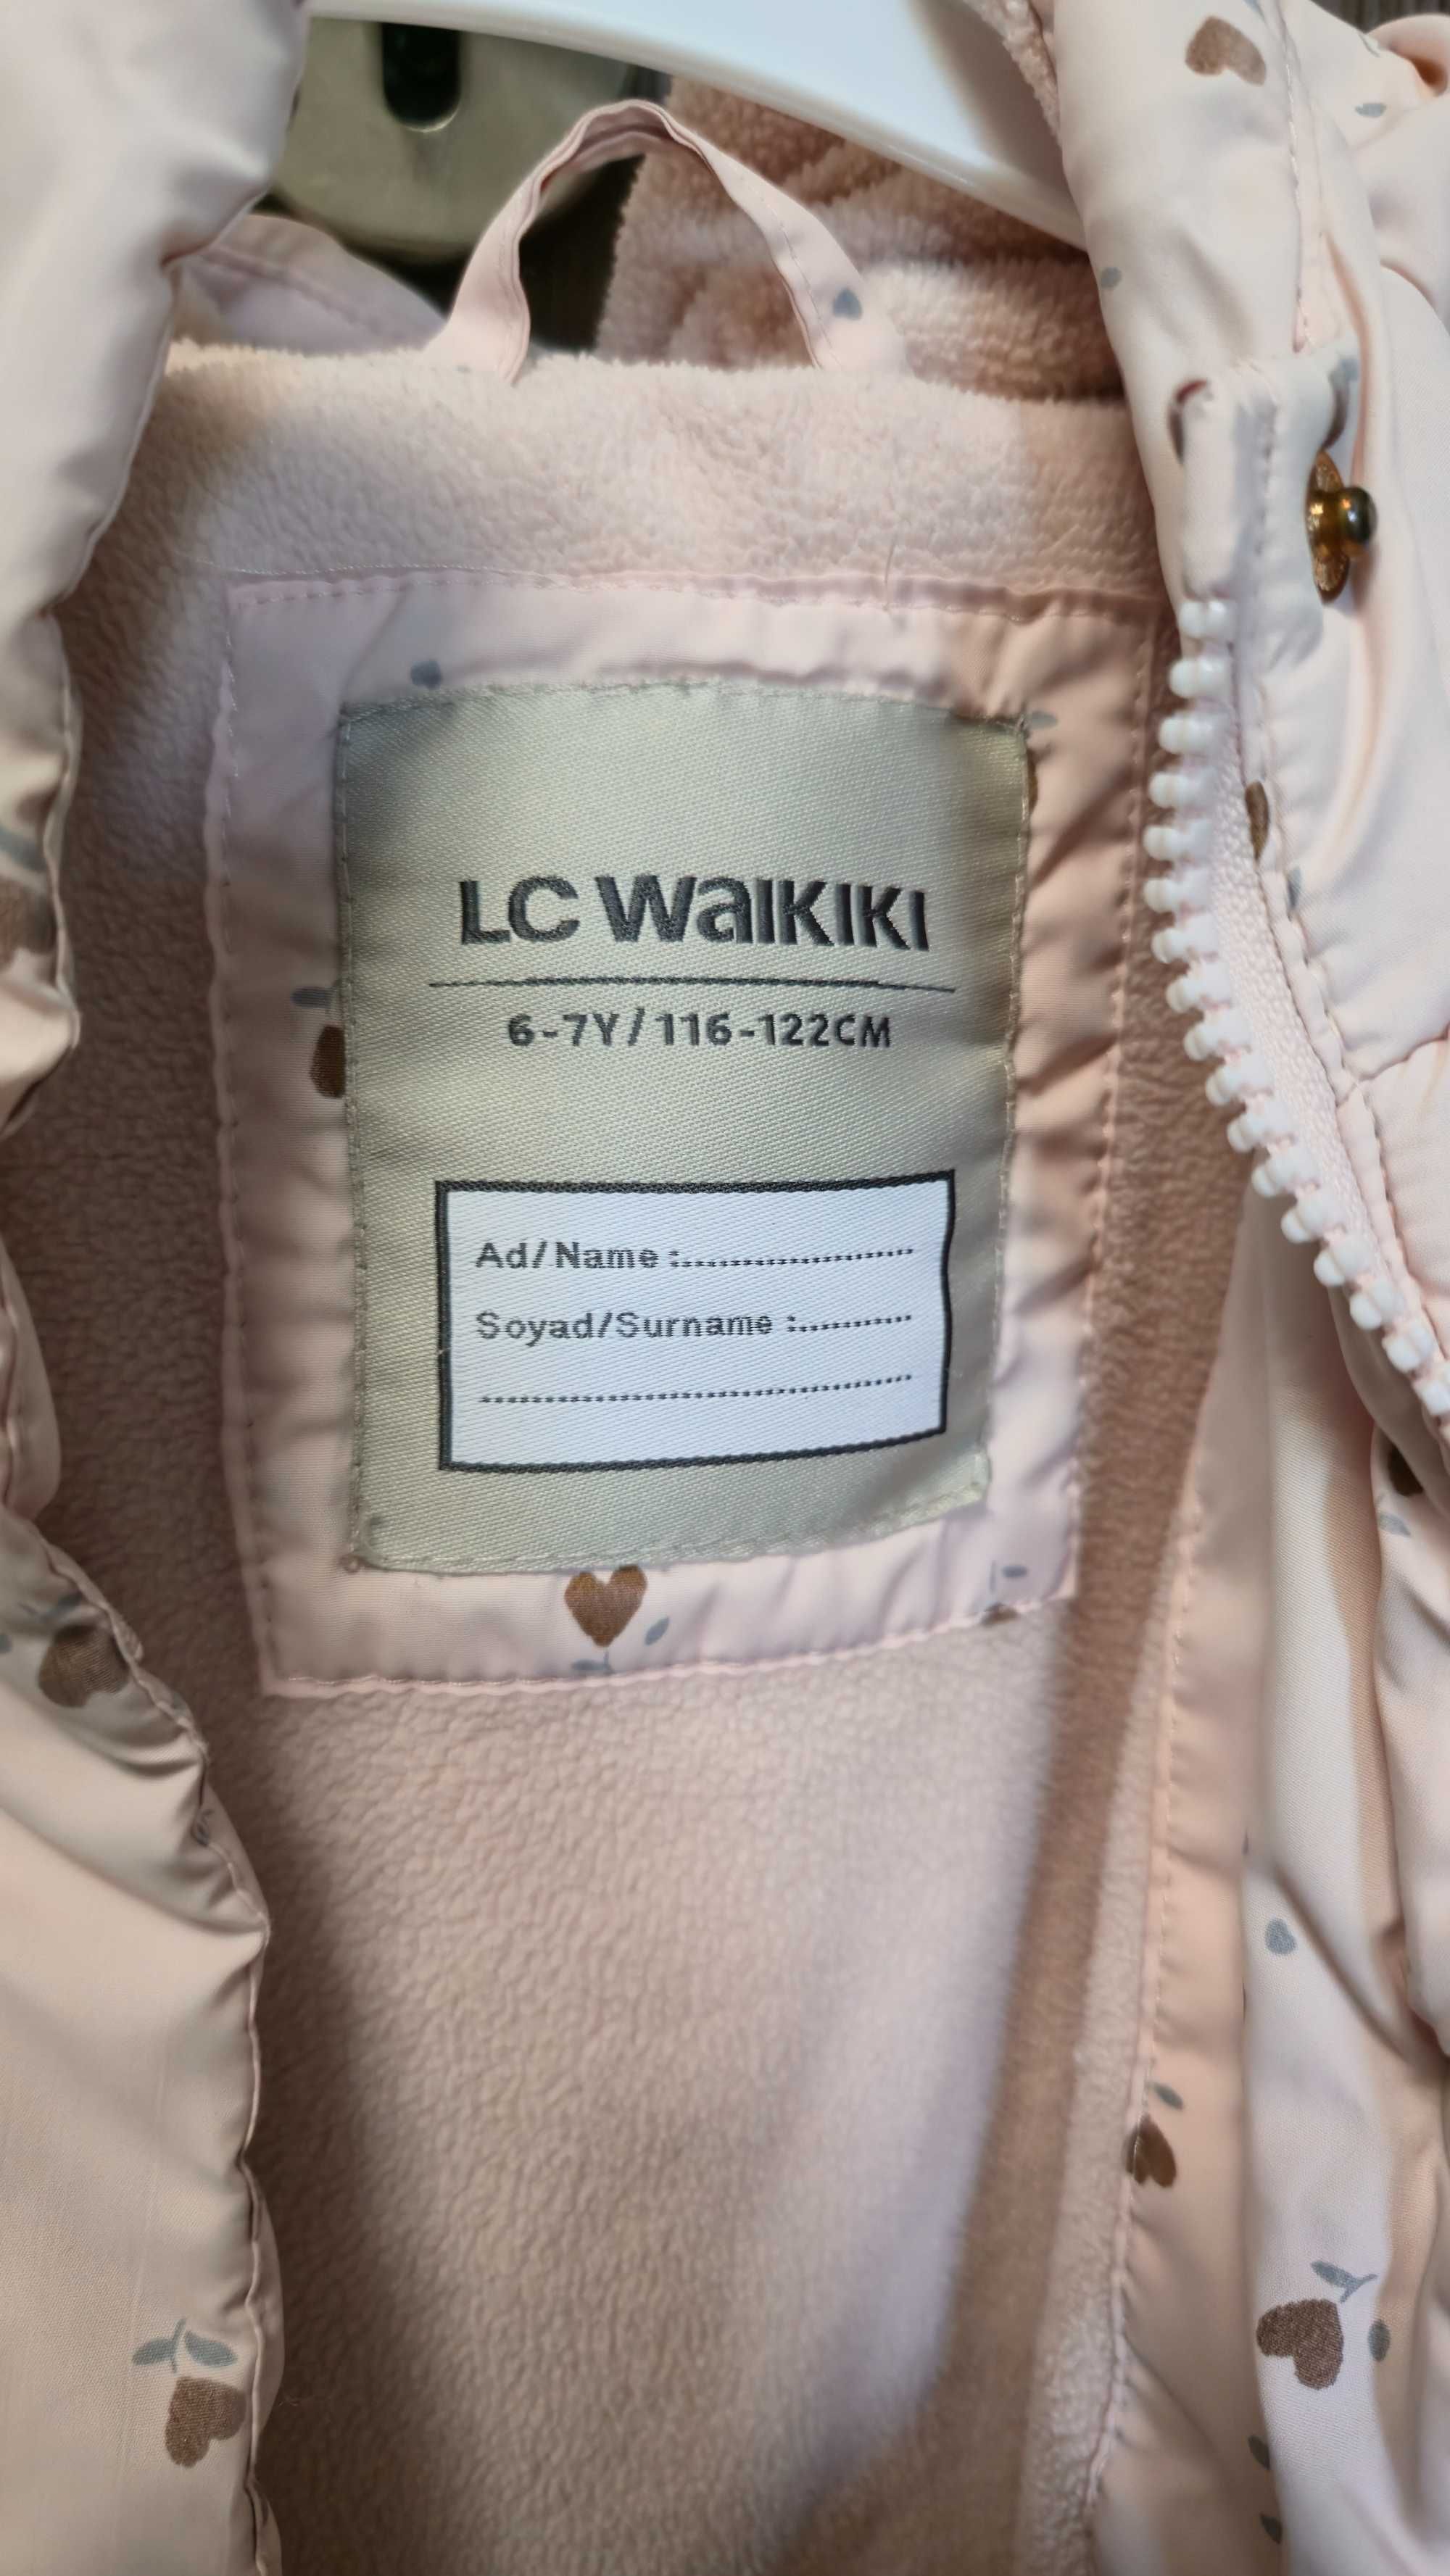 LC WAIKIKI
6-7Y/116-122CM
Ad/Name :......................
Soyad/Surname :...........
..........................................